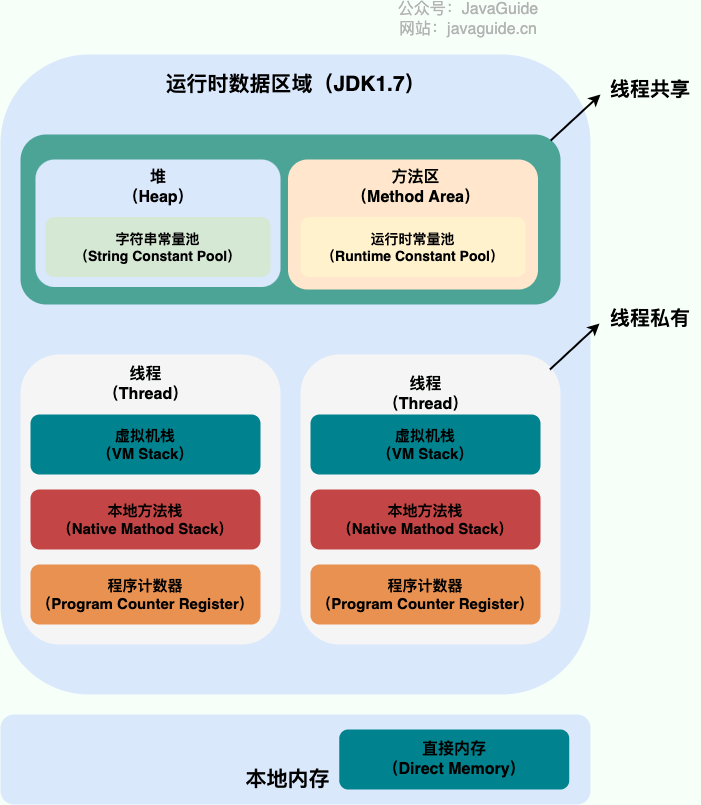 公众号：JavaGuide
网站：javaguide.cn
运行时数据区域（JDK1.7）
线程共享
堆
（Heap）
字符串常量池
（String Constant Pool）
方法区
（Method Area）
运行时常量池
（Runtime Constant Pool）
线程私有
线程
（Thread）
虚拟机栈
（VM Stack）
本地方法栈
（Native Mathod Stack）
程序计数器
（Program Counter Register）
线程
（Thread）
虚拟机栈
（VM Stack）
本地方法栈
（Native Mathod Stack）
程序计数器
（Program Counter Register）
本地内存
直接内存
（Direct Memory）